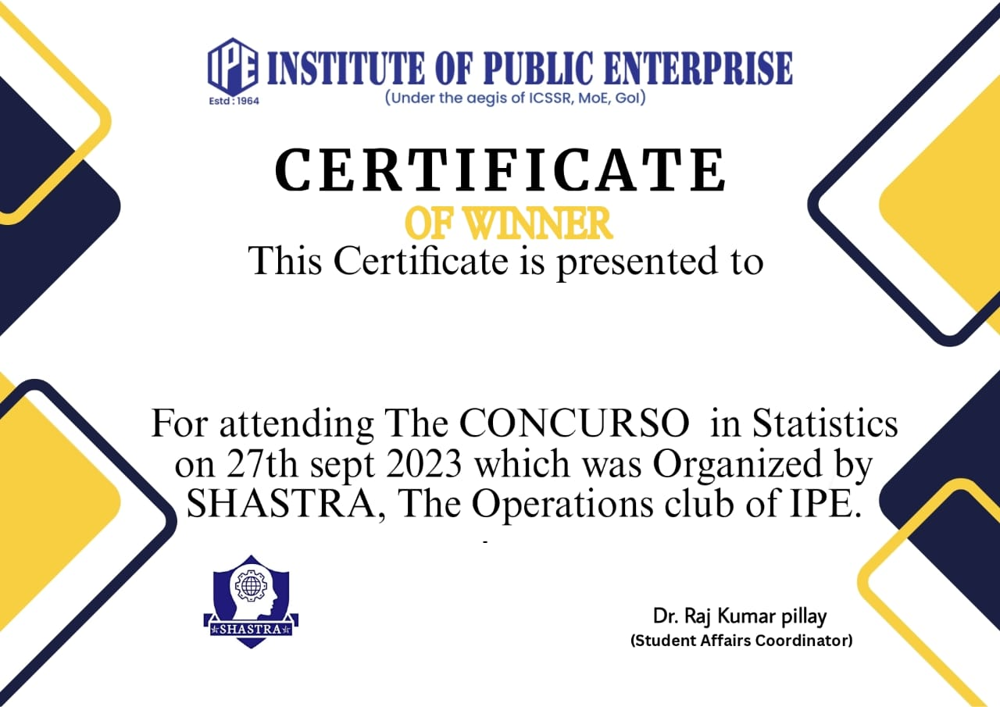 IPE INSTITUTE OF PUBLIC ENTERPRISE
Estd : 1964
(Under the aegis of ICSSR, MoE, GoI)
CERTIFICATE
OF WINNER
This Certificate is presented to
For attending The CONCURSO in Statistics
on 27th sept 2023 which was Organized by
SHASTRA, The Operations club of IPE.
-
SHASTRA
Dr. Raj Kumar pillay
(Student Affairs Coordinator)